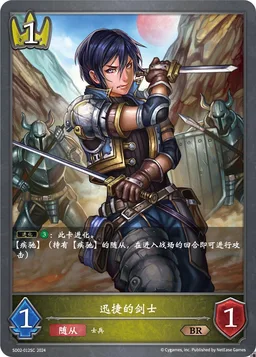 1
进化 3 ：此卡进化。
【疾驰】（持有【疾驰】的随从，在进入战场的回合即可进行攻
击）
迅捷的剑士
1
随从
士兵
BR
1
SD02-012SC 2024
© Cygames, Inc. Published by NetEase Games